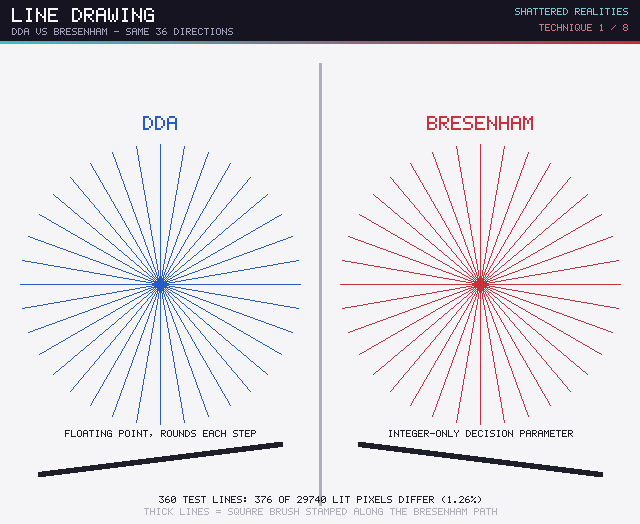 LINE DRAWING
SHATTERED REALITIES
DDA VS BRESENHAM - SAME 36 DIRECTIONS
TECHNIQUE 1 / 8
DDA
BRESENHAM
FLOATING POINT, ROUNDS EACH STEP
INTEGER-ONLY DECISION PARAMETER
360 TEST LINES: 376 OF 29740 LIT PIXELS DIFFER (1.26%)
THICK LINES = SQUARE BRUSH STAMPED ALONG THE BRESENHAM PATH